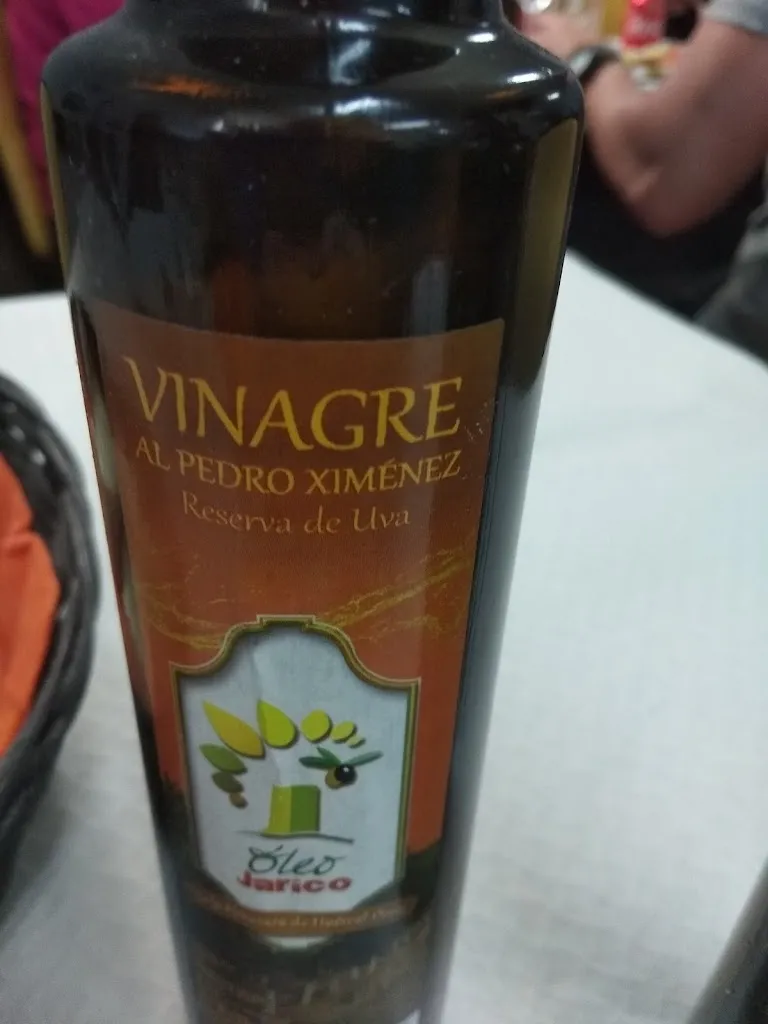 VINAGRE
AL PEDRO XIMÉNEZ
Reserva de Uva
Óleo
Jarico